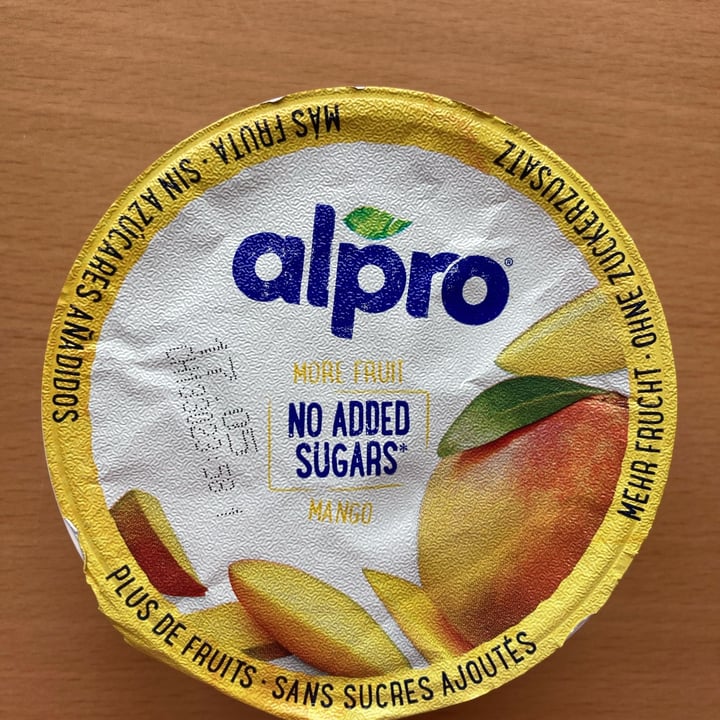 alpro®
MORE FRUIT
NO ADDED
SUGARS*
MANGO
MÁS FRUTA · SIN AZÚCARES AÑADIDOS
MEHR FRUCHT · OHNE ZUCKERZUSATZ
PLUS DE FRUITS · SANS SUCRES AJOUTÉS